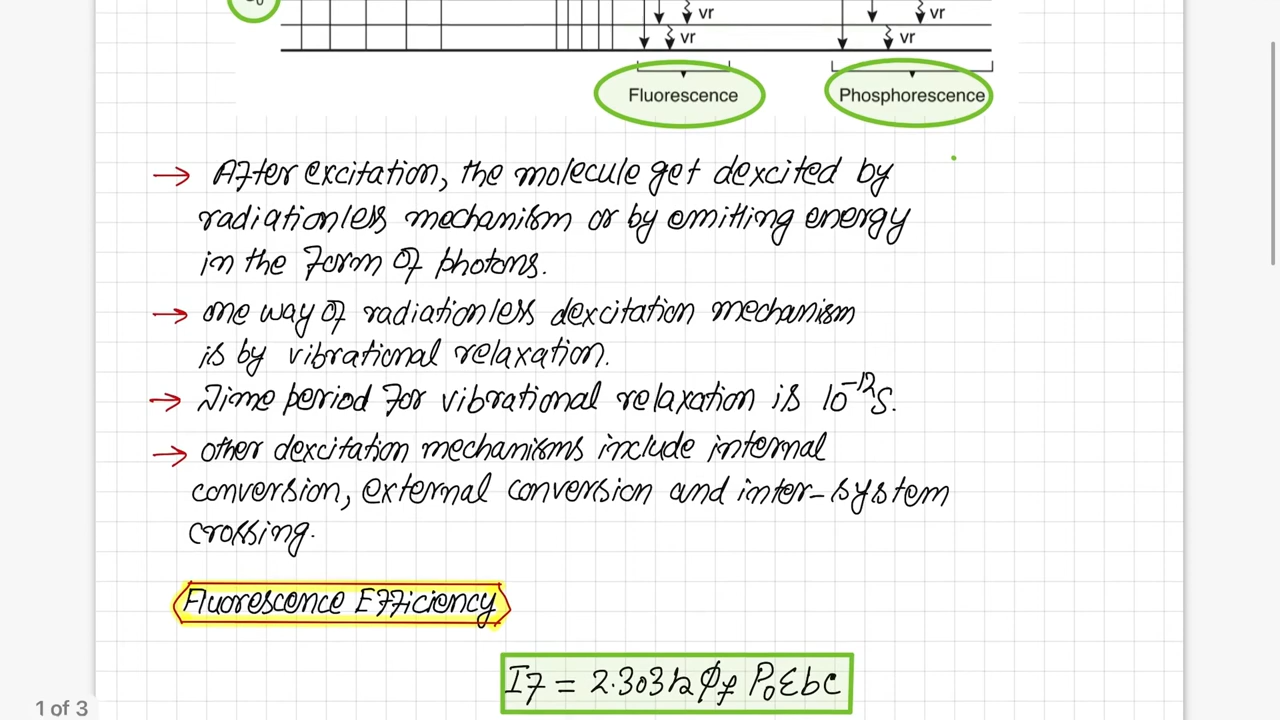 S0
vr
vr
vr
vr
Fluorescence
Phosphorescence
→ After excitation, the molecule get dexcited by
radiationless mechanism or by emitting energy
in the form of photons.
→ one way of radiationless dexcitation mechanism
is by vibrational relaxation.
→ Time period for vibrational relaxation is 10⁻¹²s.
→ other dexcitation mechanisms include internal
conversion, external conversion and inter-system
crossing.
Fluorescence Efficiency
If = 2.303k ϕf P₀εbc
1 of 3